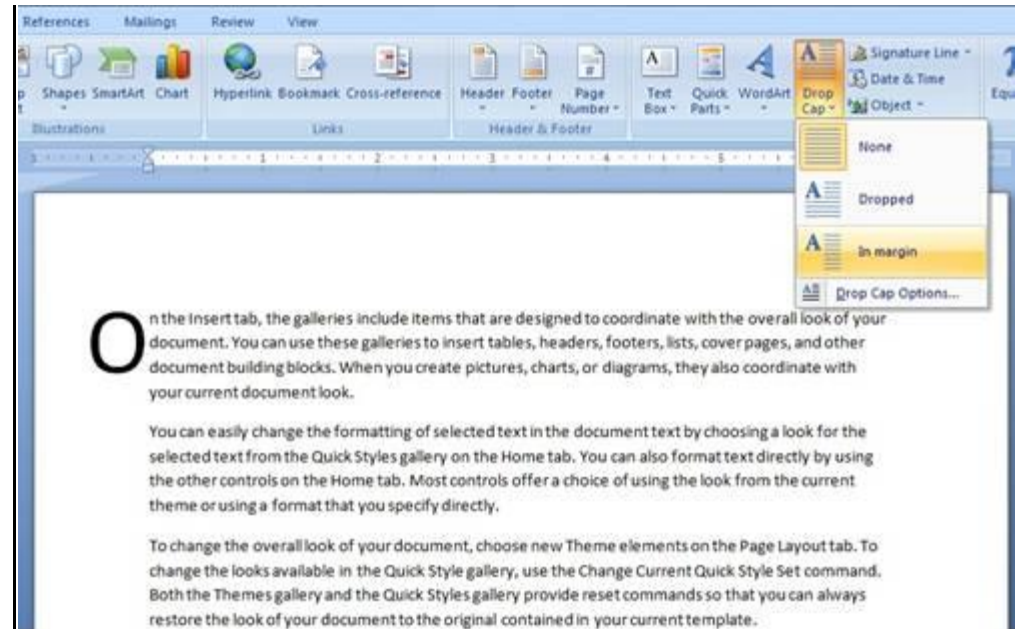 References Mailings Review View
Shapes SmartArt Chart Hyperlink Bookmark Cross-reference Header Footer Page Number Text Box Quick Parts WordArt Drop Cap Signature Line
Date & Time
Object
Illustrations Links Header & Footer
None
Dropped
In margin
Drop Cap Options...
1 2 3 4 5
On the Insert tab, the galleries include items that are designed to coordinate with the overall look of your
document. You can use these galleries to insert tables, headers, footers, lists, cover pages, and other
document building blocks. When you create pictures, charts, or diagrams, they also coordinate with
your current document look.
You can easily change the formatting of selected text in the document text by choosing a look for the
selected text from the Quick Styles gallery on the Home tab. You can also format text directly by using
the other controls on the Home tab. Most controls offer a choice of using the look from the current
theme or using a format that you specify directly.
To change the overall look of your document, choose new Theme elements on the Page Layout tab. To
change the looks available in the Quick Style gallery, use the Change Current Quick Style Set command.
Both the Themes gallery and the Quick Styles gallery provide reset commands so that you can always
restore the look of your document to the original contained in your current template.